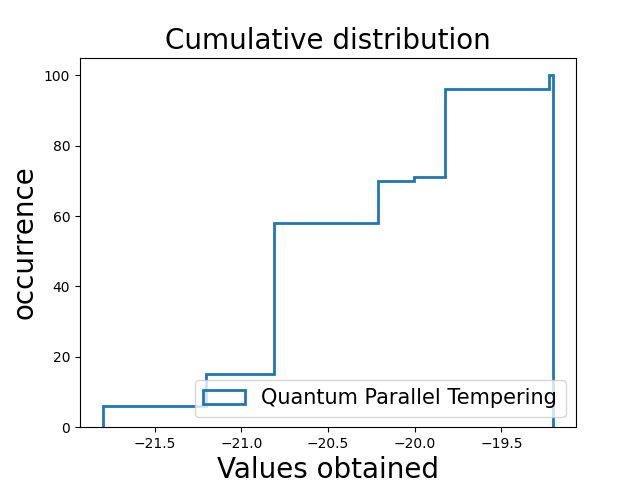 Cumulative distribution
occurrence
100
80
60
40
20
0
Quantum Parallel Tempering
−21.5 −21.0 −20.5 −20.0 −19.5
Values obtained